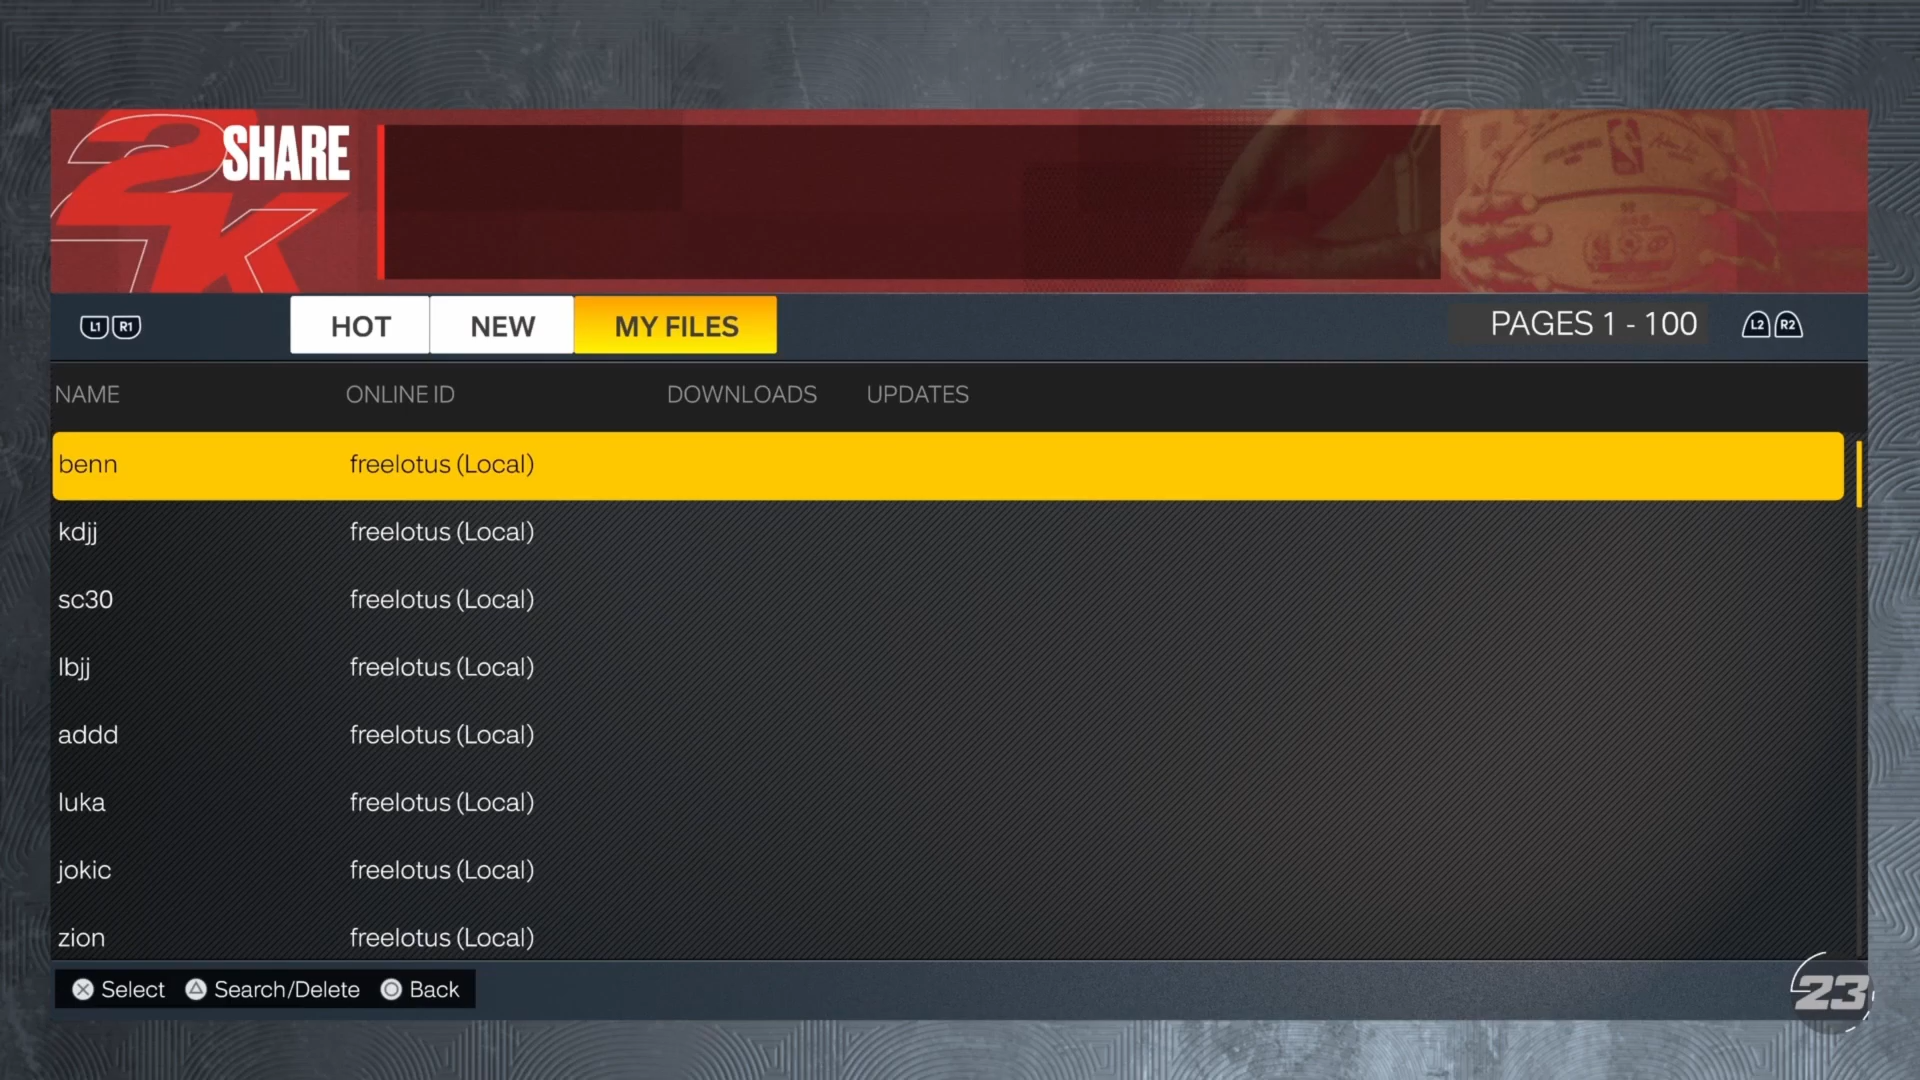 2K SHARE
L1 R1 HOT NEW MY FILES PAGES 1 - 100 L2 R2
NAME ONLINE ID DOWNLOADS UPDATES
benn freelotus (Local)
kdjj freelotus (Local)
sc30 freelotus (Local)
lbjj freelotus (Local)
addd freelotus (Local)
luka freelotus (Local)
jokic freelotus (Local)
zion freelotus (Local)
Select Search/Delete Back
23